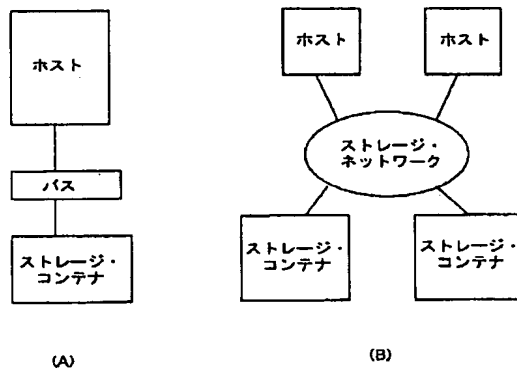 ホスト
パス
ストレージ・
コンテナ
(A)
ホスト
ホスト
ストレージ・
ネットワーク
ストレージ・
コンテナ
ストレージ・
コンテナ
(B)